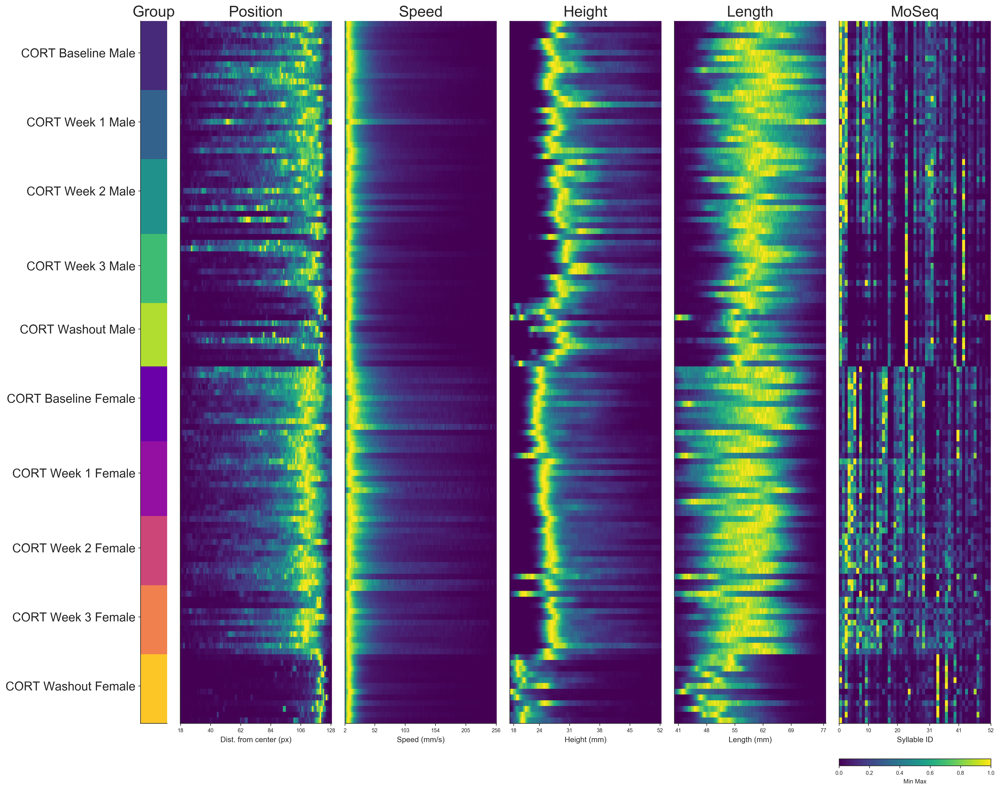 Group Position Speed Height Length MoSeq
CORT Baseline Male
CORT Week 1 Male
CORT Week 2 Male
CORT Week 3 Male
CORT Washout Male
CORT Baseline Female
CORT Week 1 Female
CORT Week 2 Female
CORT Week 3 Female
CORT Washout Female
18 40 62 84 106 128 2 52 103 154 205 256 18 24 31 38 45 52 41 48 55 62 69 77 0 10 20 31 41 52
Dist. from center (px) Speed (mm/s) Height (mm) Length (mm) Syllable ID
0.0 0.2 0.4 0.6 0.8 1.0
Min Max